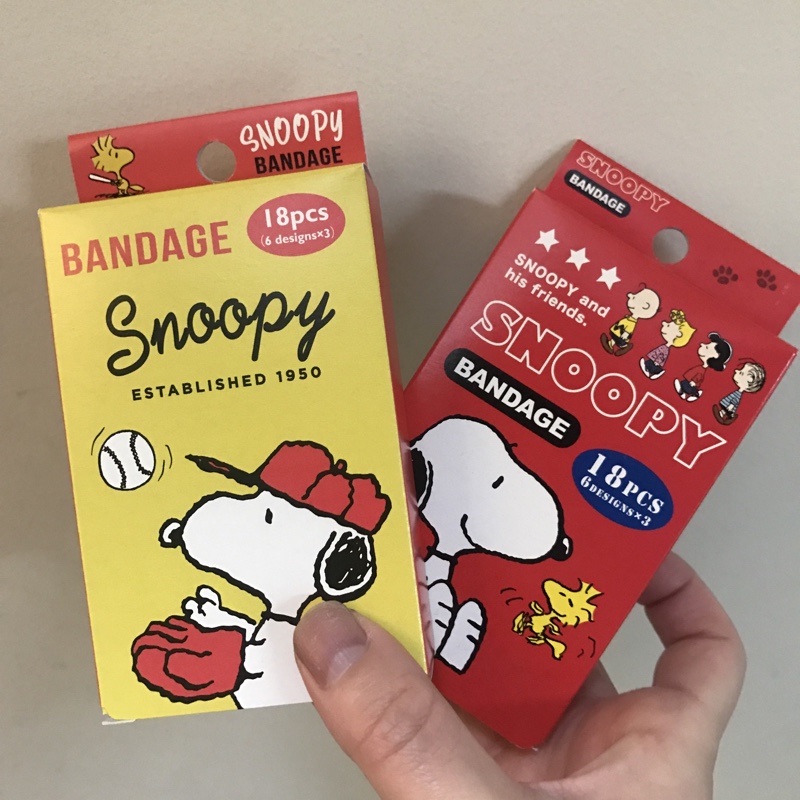 SNOOPY
BANDAGE
BANDAGE
18pcs
(6 designs×3)
Snoopy
ESTABLISHED 1950
SNOOPY
BANDAGE
SNOOPY and
his friends.
SNOOPY
BANDAGE
18PCS
6DESIGNS×3